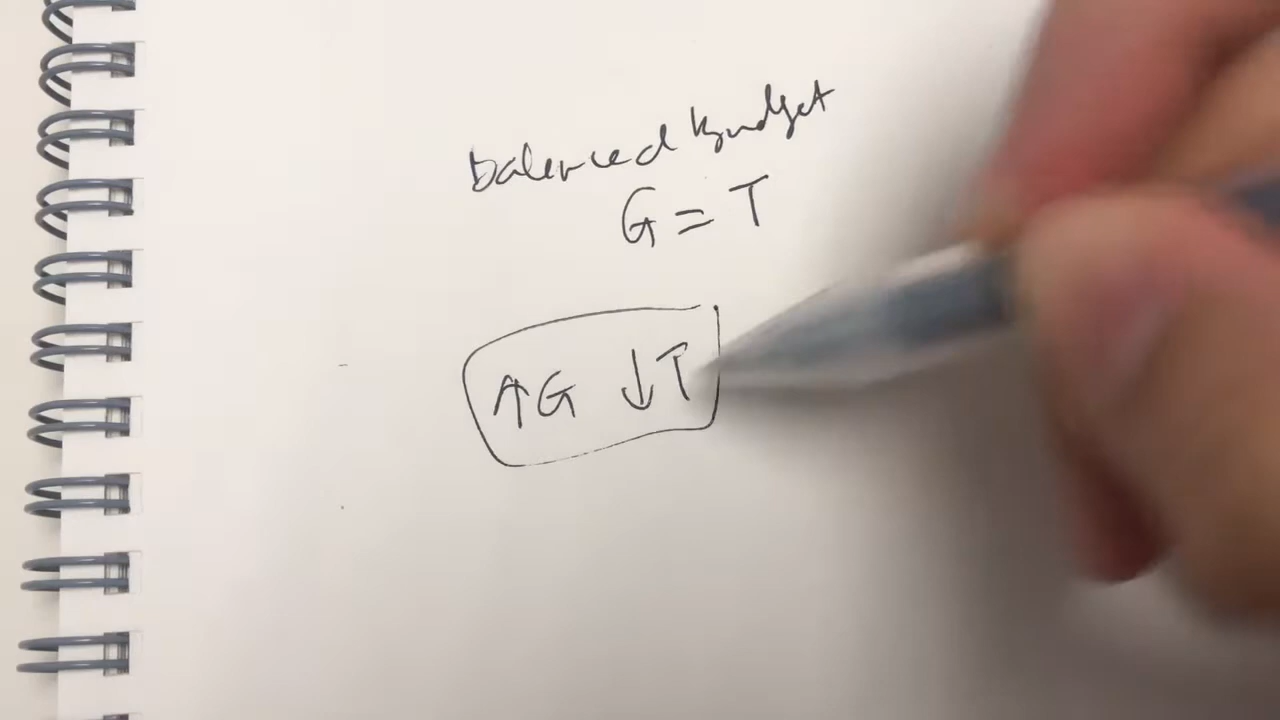 balanced budget
G = T
↑G ↓T